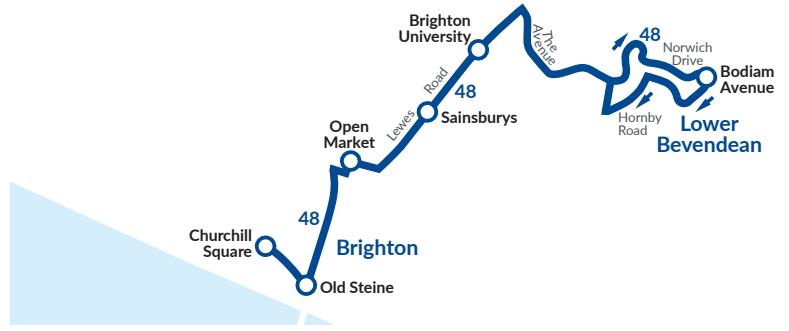 Brighton
University
The
Avenue
48
Norwich
Drive
Bodiam
Avenue
Road
48
Lewes
Sainsburys
Hornby
Road
Lower
Bevendean
Open
Market
48
Churchill
Square
Brighton
Old Steine